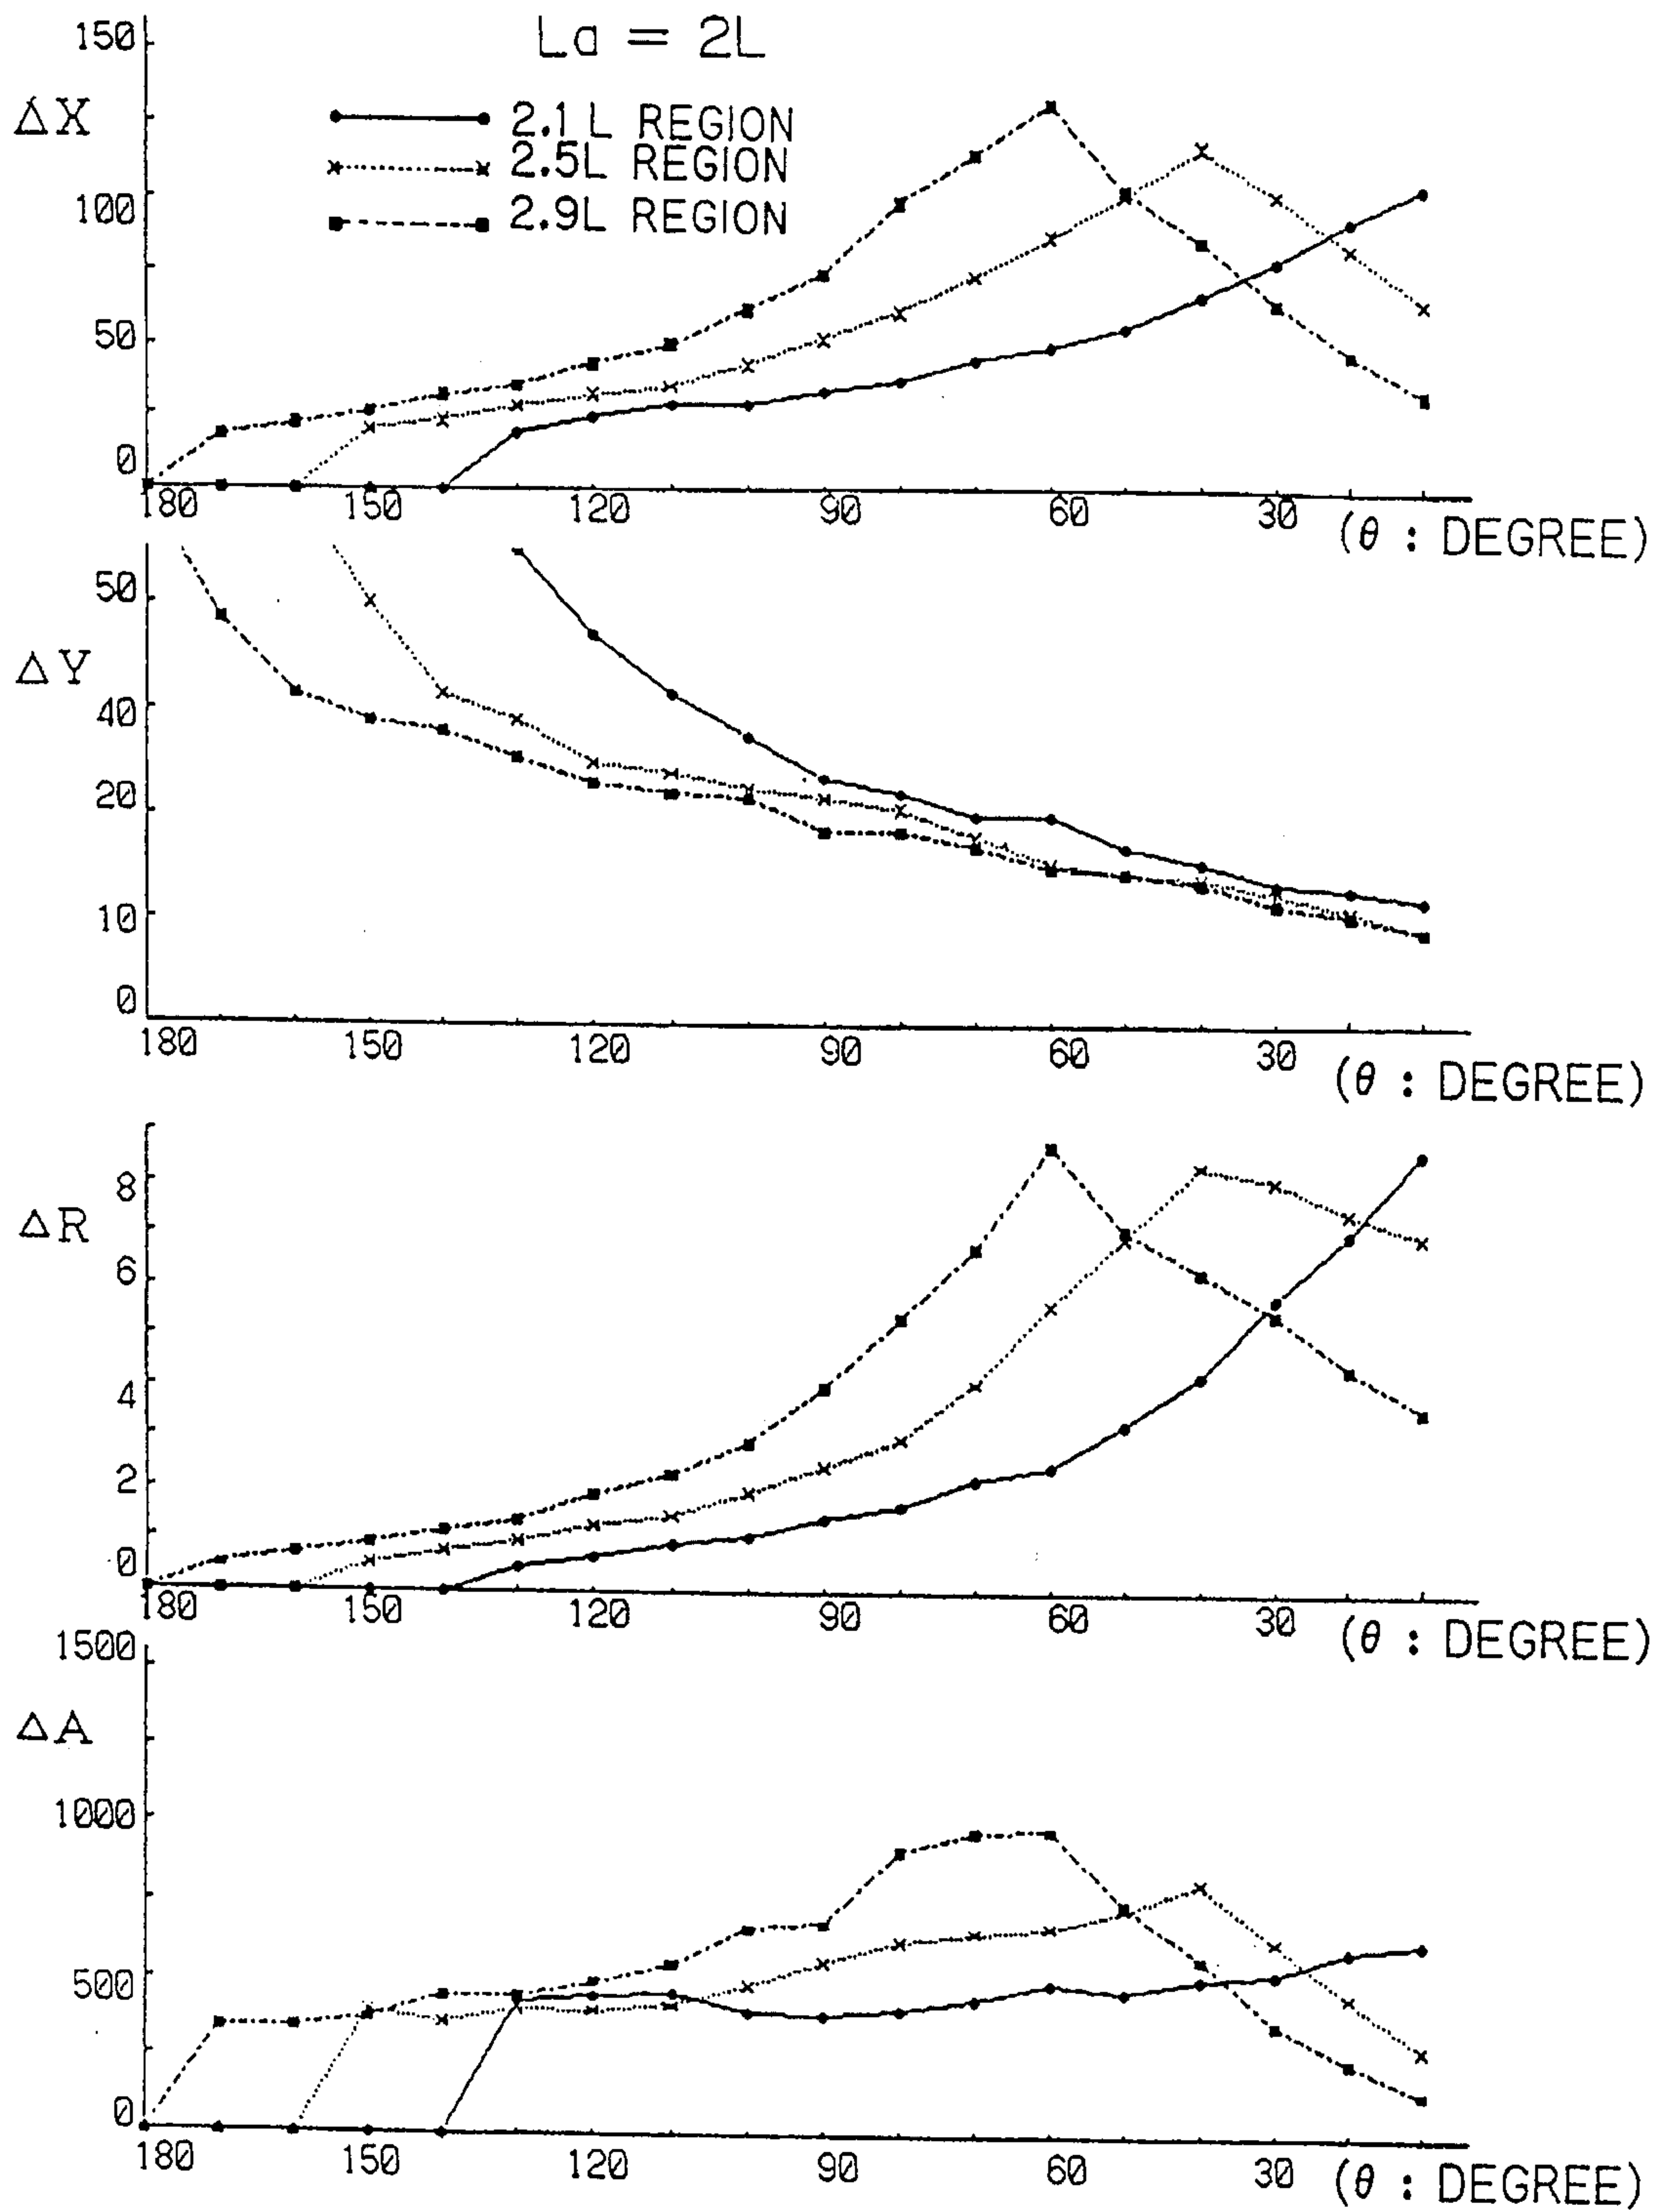 La = 2L
150
ΔX
2.1L REGION
2.5L REGION
2.9L REGION
100
50
0
180 150 120 90 60 30 (θ : DEGREE)
50
ΔY
40
20
10
0
180 150 120 90 60 30 (θ : DEGREE)
8
ΔR
6
4
2
0
180 150 120 90 60 30 (θ : DEGREE)
1500
ΔA
1000
500
0
180 150 120 90 60 30 (θ : DEGREE)